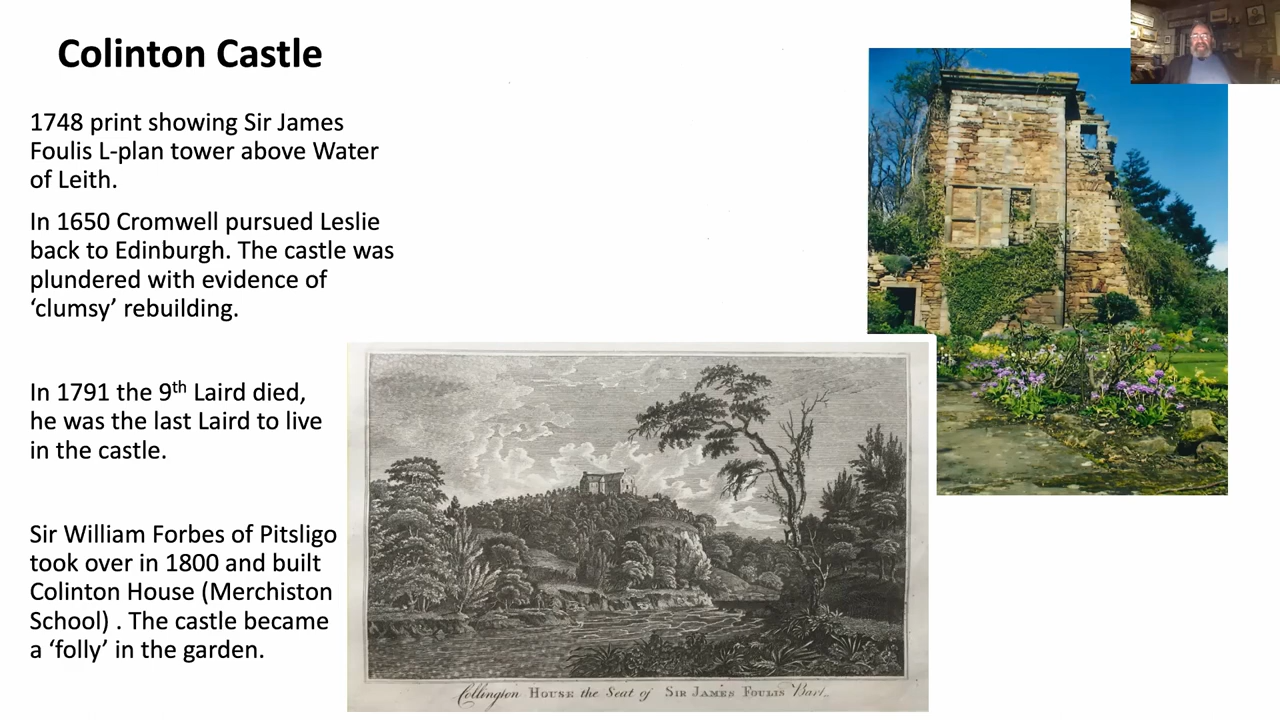 Colinton Castle
1748 print showing Sir James
Foulis L-plan tower above Water
of Leith.
In 1650 Cromwell pursued Leslie
back to Edinburgh. The castle was
plundered with evidence of
‘clumsy’ rebuilding.
In 1791 the 9th Laird died,
he was the last Laird to live
in the castle.
Sir William Forbes of Pitsligo
took over in 1800 and built
Colinton House (Merchiston
School) . The castle became
a ‘folly’ in the garden.
Collington House the Seat of Sir James Foulis Bart.